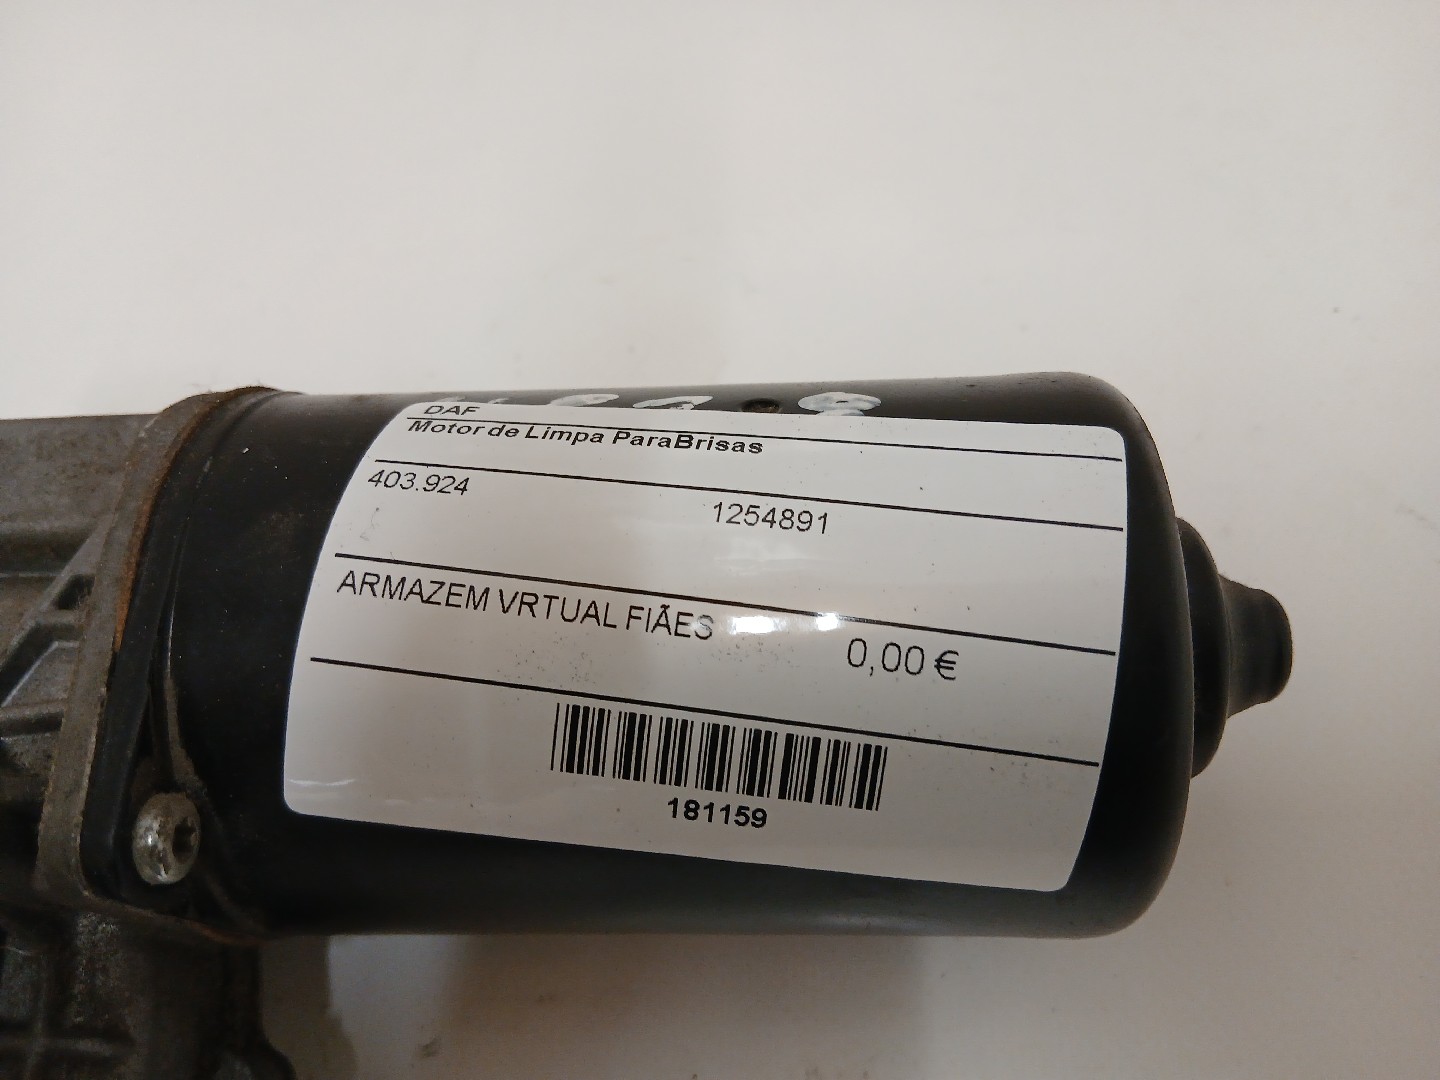 DAF
Motor de Limpa ParaBrisas
403.924
1254891
ARMAZEM VRTUAL FIÃES
0,00 €
181159